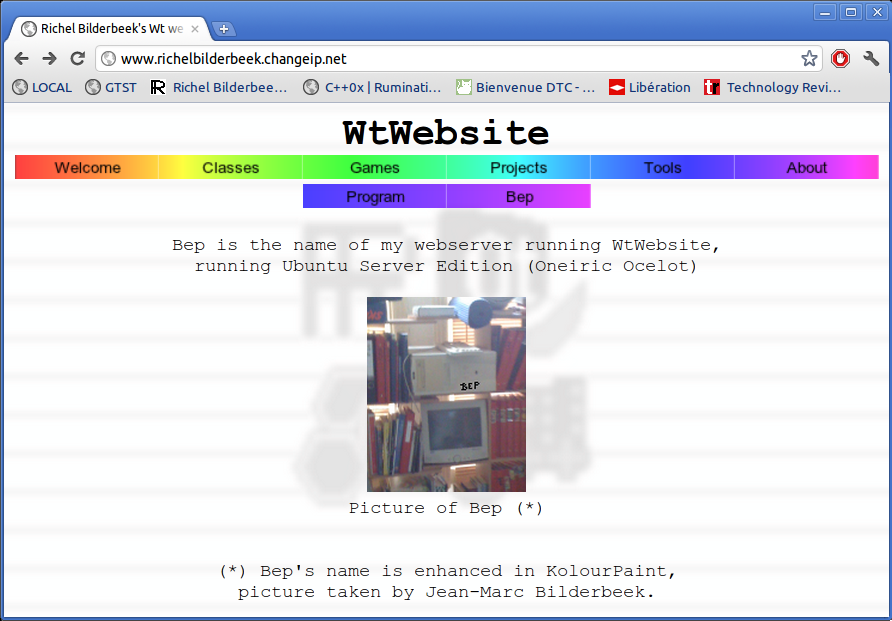 Richel Bilderbeek's Wt we
www.richelbilderbeek.changeip.net
LOCAL GTST Richel Bilderbee... C++0x | Ruminati... Bienvenue DTC - ... Libération Technology Revi...
WtWebsite
Welcome Classes Games Projects Tools About
Program Bep
Bep is the name of my webserver running WtWebsite,
running Ubuntu Server Edition (Oneiric Ocelot)
BEP
Picture of Bep (*)
(*) Bep's name is enhanced in KolourPaint,
picture taken by Jean-Marc Bilderbeek.